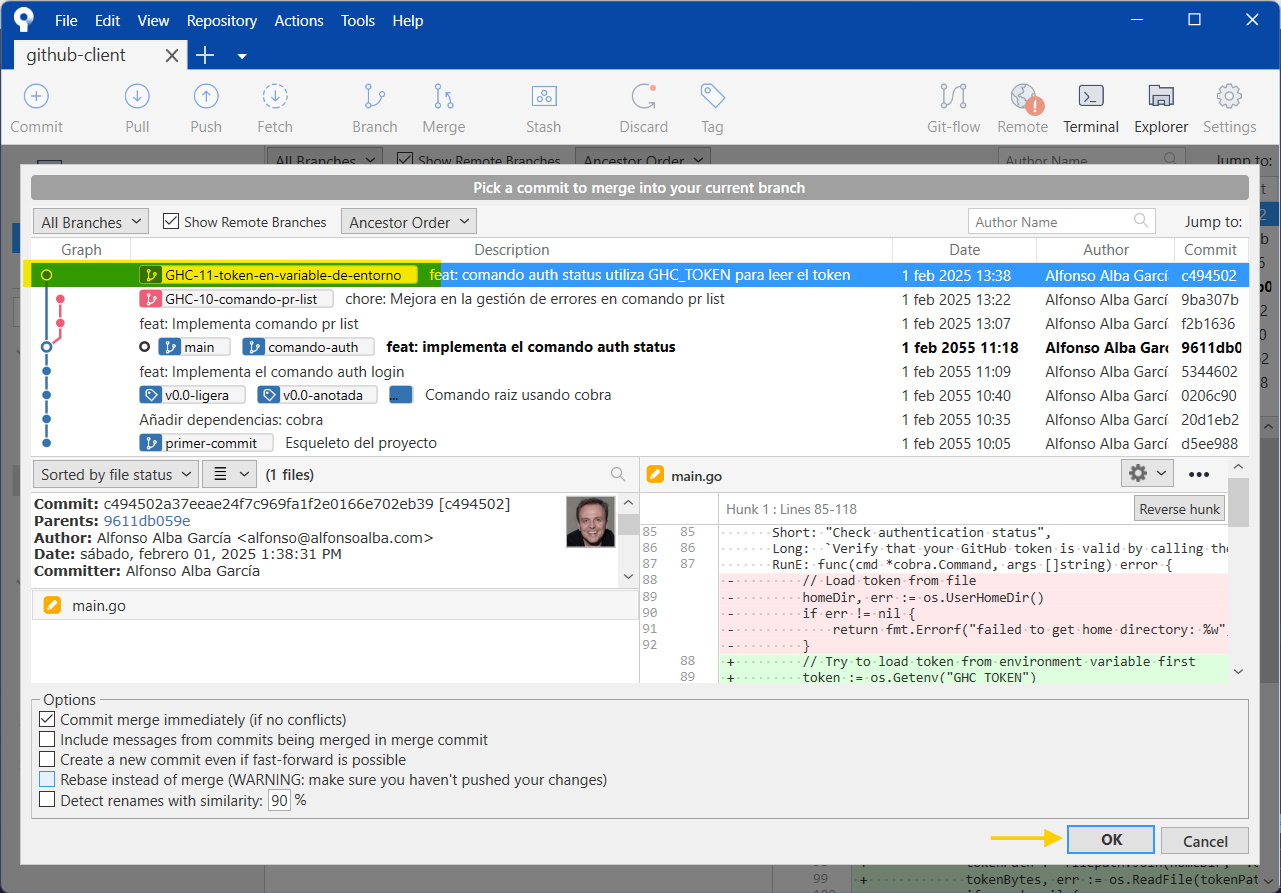 File Edit View Repository Actions Tools Help
github-client
Commit Pull Push Fetch Branch Merge Stash Discard Tag Git-flow Remote Terminal Explorer Settings
All Branches Show Remote Branches Ancestor Order Author Name Jump to:
Pick a commit to merge into your current branch
All Branches Show Remote Branches Ancestor Order Author Name Jump to:
Graph Description Date Author Commit
GHC-11-token-en-variable-de-entorno feat: comando auth status utiliza GHC_TOKEN para leer el token 1 feb 2025 13:38 Alfonso Alba Garcí c494502
GHC-10-comando-pr-list chore: Mejora en la gestión de errores en comando pr list 1 feb 2025 13:22 Alfonso Alba Garcí 9ba307b
feat: Implementa comando pr list 1 feb 2025 13:07 Alfonso Alba Garcí f2b1636
main comando-auth feat: implementa el comando auth status 1 feb 2055 11:18 Alfonso Alba Garc 9611db0
feat: Implementa el comando auth login 1 feb 2055 11:09 Alfonso Alba Garcí 5344602
v0.0-ligera v0.0-anotada ... Comando raiz usando cobra 1 feb 2055 10:40 Alfonso Alba Garcí 0206c90
Añadir dependencias: cobra 1 feb 2055 10:35 Alfonso Alba Garcí 20d1eb2
primer-commit Esqueleto del proyecto 1 feb 2055 10:05 Alfonso Alba Garcí d5ee988
Sorted by file status (1 files)
Commit: c494502a37eeae24f7c969fa1f2e0166e702eb39 [c494502]
Parents: 9611db059e
Author: Alfonso Alba García <alfonso@alfonsoalba.com>
Date: sábado, febrero 01, 2025 1:38:31 PM
Committer: Alfonso Alba García
main.go
main.go
Hunk 1 : Lines 85-118 Reverse hunk
85 85 Short: "Check authentication status",
86 86 Long: `Verify that your GitHub token is valid by calling the
87 87 RunE: func(cmd *cobra.Command, args []string) error {
88 - // Load token from file
89 - homeDir, err := os.UserHomeDir()
90 - if err != nil {
91 - return fmt.Errorf("failed to get home directory: %w",
92 - }
88 + // Try to load token from environment variable first
89 + token := os.Getenv("GHC_TOKEN")
Options
Commit merge immediately (if no conflicts)
Include messages from commits being merged in merge commit
Create a new commit even if fast-forward is possible
Rebase instead of merge (WARNING: make sure you haven't pushed your changes)
Detect renames with similarity: 90 %
OK Cancel
99 + tokenBytes, err := os.ReadFile(tokenPat